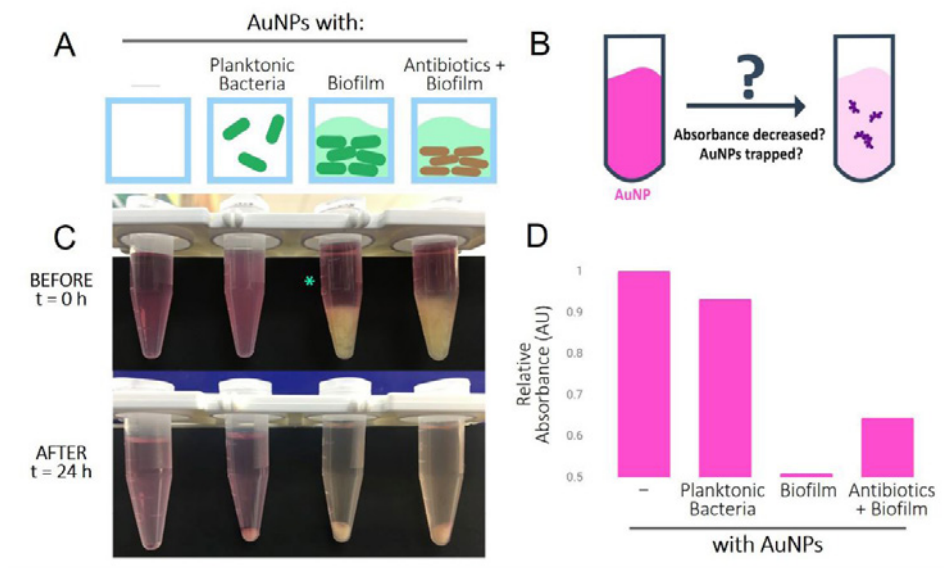 AuNPs with:
A
—
Planktonic
Bacteria
Biofilm
Antibiotics +
Biofilm
B
?
Absorbance decreased?
AuNPs trapped?
AuNP
C
BEFORE
t = 0 h
*
AFTER
t = 24 h
D
Relative
Absorbance (AU)
1
0.9
0.8
0.7
0.6
0.5
–
Planktonic
Bacteria
Biofilm
Antibiotics
+ Biofilm
with AuNPs